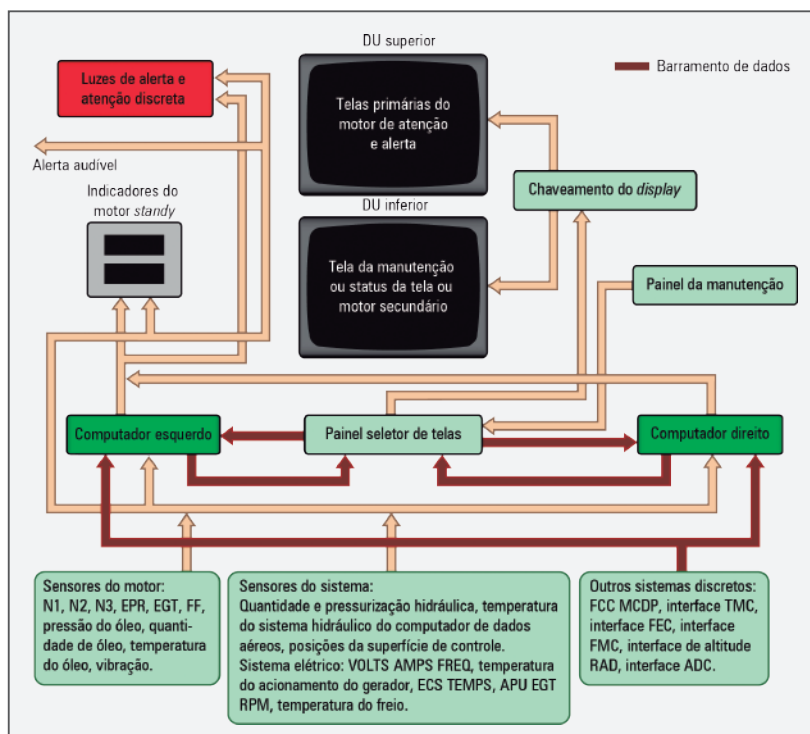 DU superior
Luzes de alerta e
atenção discreta
Barramento de dados
Telas primárias do
motor de atenção
e alerta
Alerta audível
Chaveamento do display
Indicadores do
motor standy
DU inferior
Tela da manutenção
ou status da tela ou
motor secundário
Painel da manutenção
Computador esquerdo
Painel seletor de telas
Computador direito
Sensores do motor:
N1, N2, N3, EPR, EGT, FF,
pressão do óleo, quanti-
dade de óleo, temperatura
do óleo, vibração.
Sensores do sistema:
Quantidade e pressurização hidráulica, temperatura
do sistema hidráulico do computador de dados
aéreos, posições da superfície de controle.
Sistema elétrico: VOLTS AMPS FREQ, temperatura
do acionamento do gerador, ECS TEMPS, APU EGT
RPM, temperatura do freio.
Outros sistemas discretos:
FCC MCDP, interface TMC,
interface FEC, interface
FMC, interface de altitude
RAD, interface ADC.